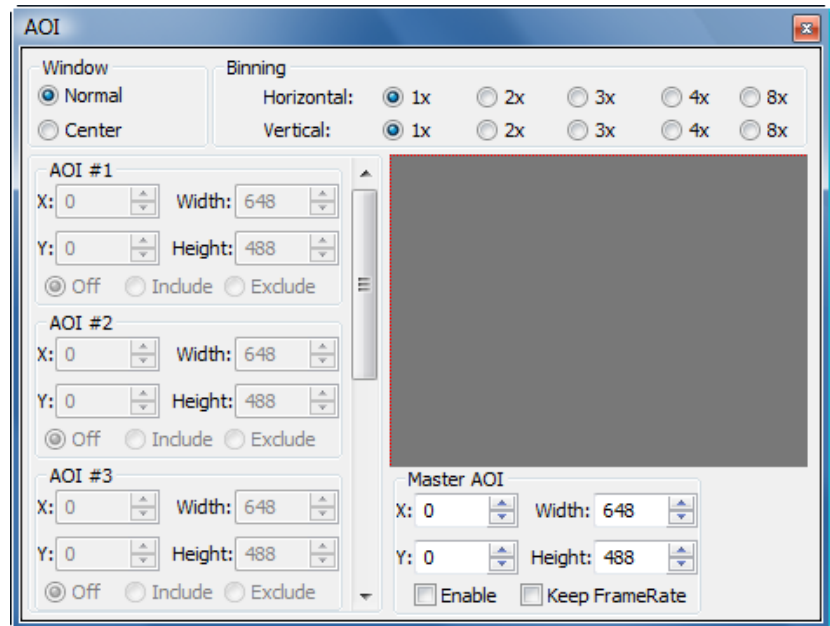 AOI
Window
Normal
Center
Binning
Horizontal: 1x 2x 3x 4x 8x
Vertical: 1x 2x 3x 4x 8x
AOI #1
X: 0 Width: 648
Y: 0 Height: 488
Off Include Exclude
AOI #2
X: 0 Width: 648
Y: 0 Height: 488
Off Include Exclude
AOI #3
X: 0 Width: 648
Y: 0 Height: 488
Off Include Exclude
Master AOI
X: 0 Width: 648
Y: 0 Height: 488
Enable Keep FrameRate